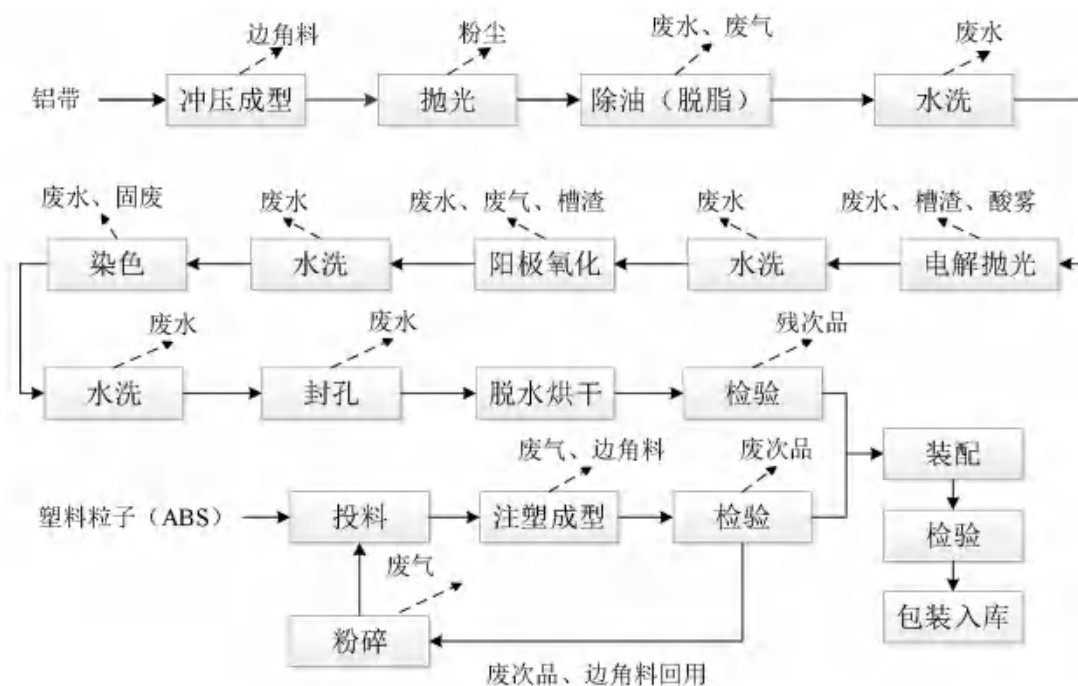 边角料
粉尘
废水、废气
废水
铝带
冲压成型
抛光
除油（脱脂）
水洗
废水、固废
废水
废水、废气、槽渣
废水
废水、槽渣、酸雾
染色
水洗
阳极氧化
水洗
电解抛光
废水
废水
残次品
水洗
封孔
脱水烘干
检验
废气、边角料
废次品
装配
塑料粒子（ABS）
投料
注塑成型
检验
检验
废气
粉碎
包装入库
废次品、边角料回用